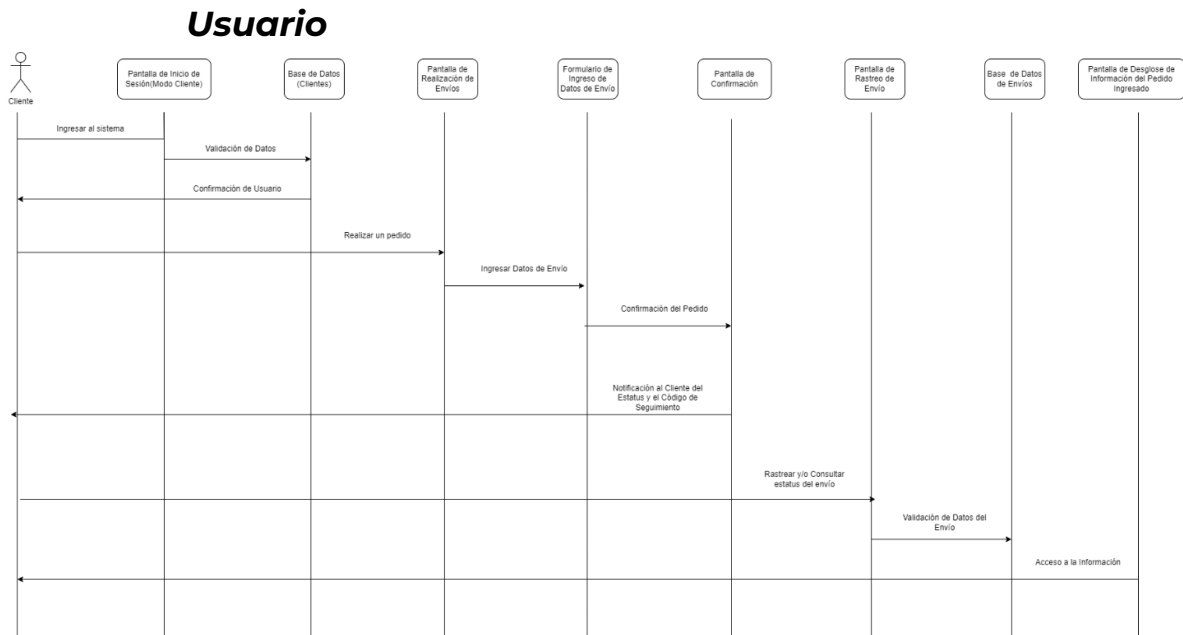 Usuario
Cliente
Pantalla de Inicio de
Sesión(Modo Cliente)
Base de Datos
(Clientes)
Pantalla de
Realización de
Envíos
Formulario de
Ingreso de
Datos de Envío
Pantalla de
Confirmación
Pantalla de
Rastreo de
Envío
Base de Datos
de Envíos
Pantalla de Desglose de
Información del Pedido
Ingresado
Ingresar al sistema
Validación de Datos
Confirmación de Usuario
Realizar un pedido
Ingresar Datos de Envío
Confirmación del Pedido
Notificación al Cliente del
Estatus y el Código de
Seguimiento
Rastrear y/o Consultar
estatus del envío
Validación de Datos del
Envío
Acceso a la Información